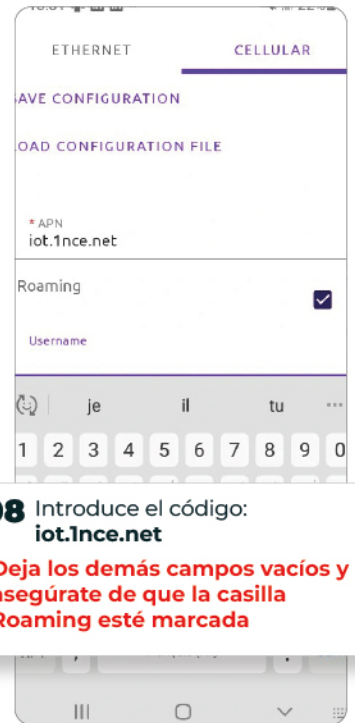 ETHERNET CELLULAR
AVE CONFIGURATION
OAD CONFIGURATION FILE
* APN
iot.1nce.net
Roaming
Username
je il tu ...
1 2 3 4 5 6 7 8 9 0
08 Introduce el código:
iot.1nce.net
Deja los demás campos vacíos y
asegúrate de que la casilla
Roaming esté marcada